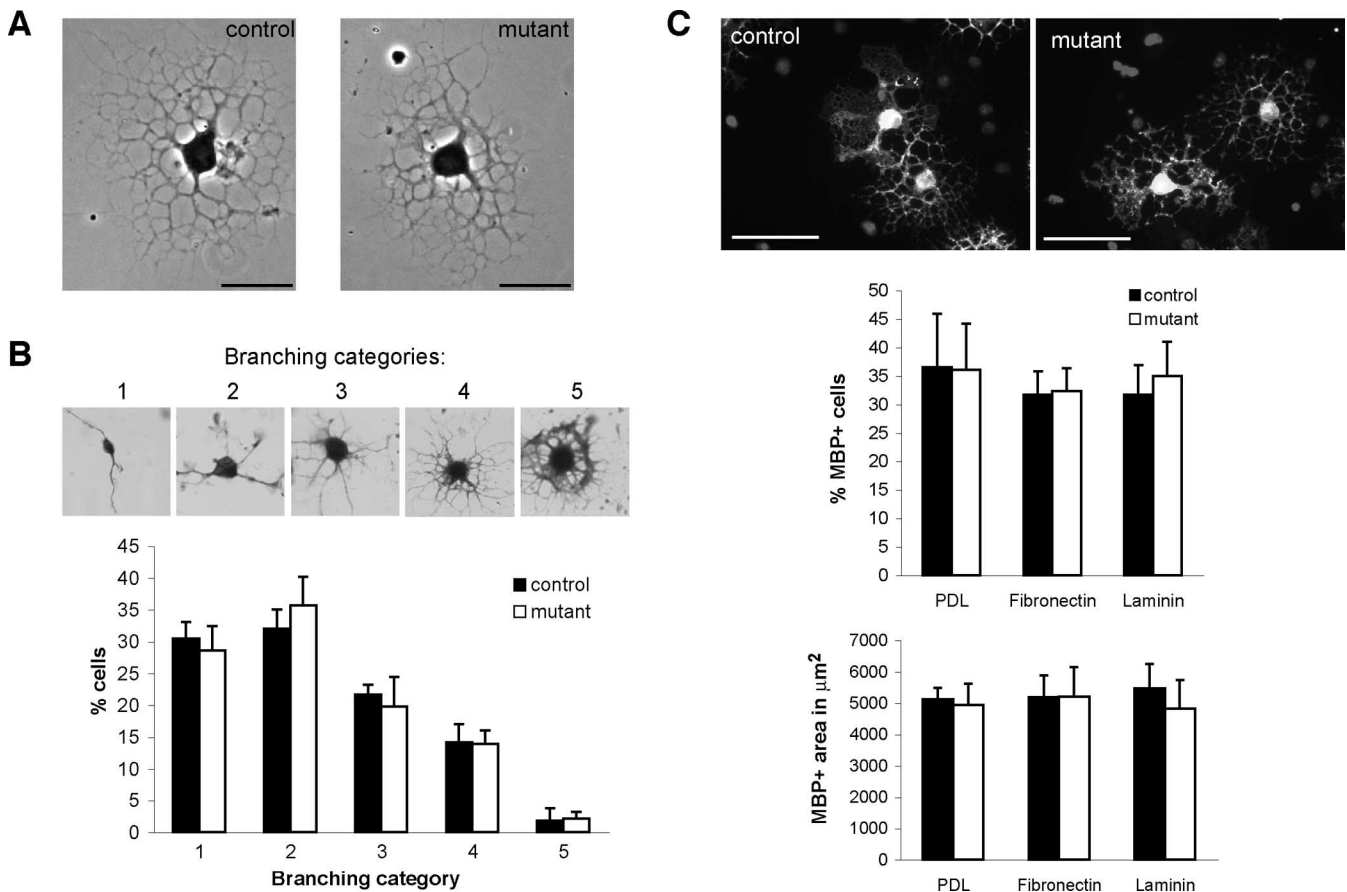 A
control
mutant
B
Branching categories:
1 2 3 4 5
45
40
35
30
25
20
15
10
5
0
% cells
control
mutant
1 2 3 4 5
Branching category
C
control
mutant
50
45
40
35
30
25
20
15
10
5
0
% MBP+ cells
control
mutant
PDL Fibronectin Laminin
7000
6000
5000
4000
3000
2000
1000
0
MBP+ area in µm²
PDL Fibronectin Laminin